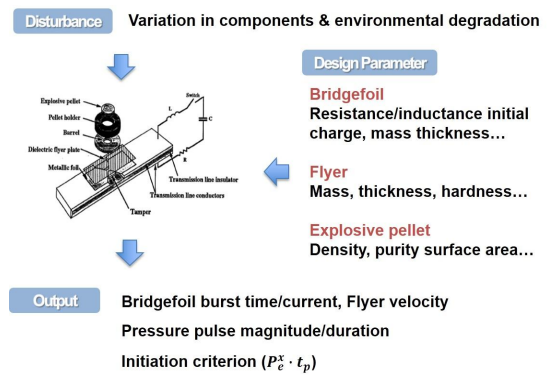 Disturbance
Variation in components & environmental degradation
Design Parameter
Bridgefoil
Resistance/inductance initial
charge, mass thickness…
Flyer
Mass, thickness, hardness…
Explosive pellet
Density, purity surface area…
Explosive pellet
Pellet holder
Barrel
Dielectric flyer plate
Metallic foil
Switch
L
C
R
Transmission line insulator
Transmission line conductors
Tamper
Output
Bridgefoil burst time/current, Flyer velocity
Pressure pulse magnitude/duration
Initiation criterion (Pₑˣ · tₚ)